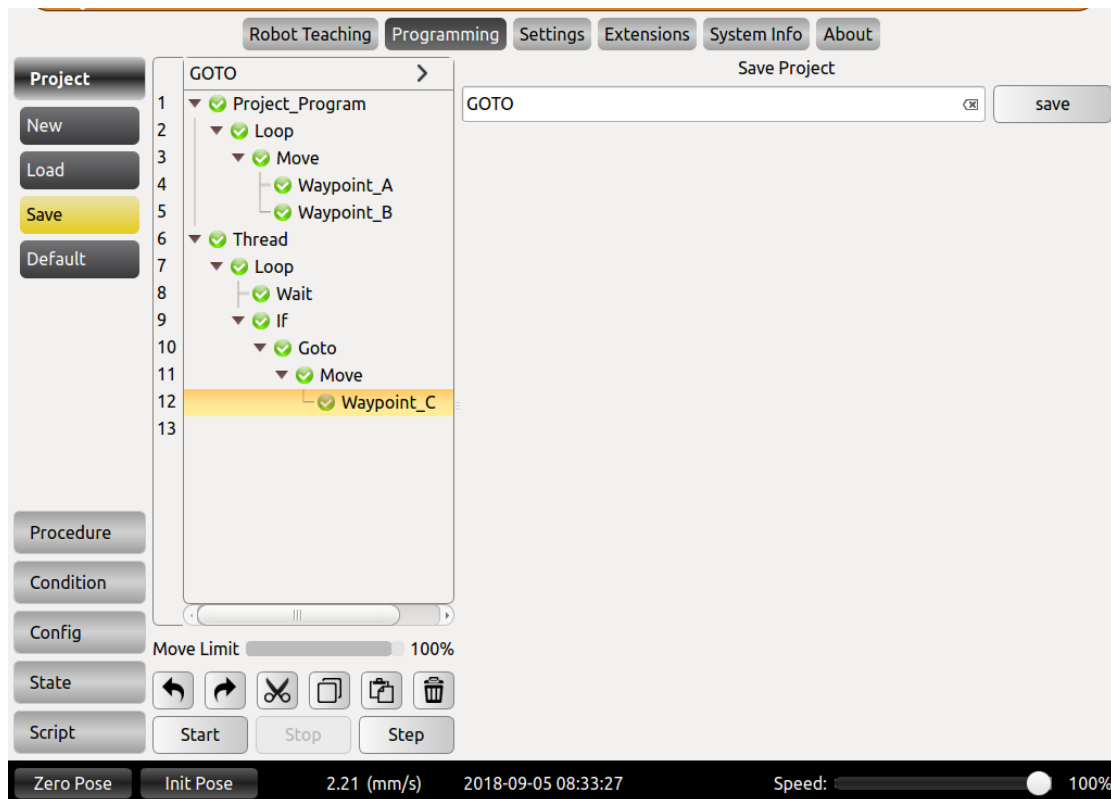 Robot Teaching Programming Settings Extensions System Info About
Project
New
Load
Save
Default
Procedure
Condition
Config
State
Script
GOTO
1 Project_Program
2 Loop
3 Move
4 Waypoint_A
5 Waypoint_B
6 Thread
7 Loop
8 Wait
9 If
10 Goto
11 Move
12 Waypoint_C
13
Move Limit 100%
Start Stop Step
Save Project
GOTO save
Zero Pose Init Pose 2.21 (mm/s) 2018-09-05 08:33:27 Speed: 100%